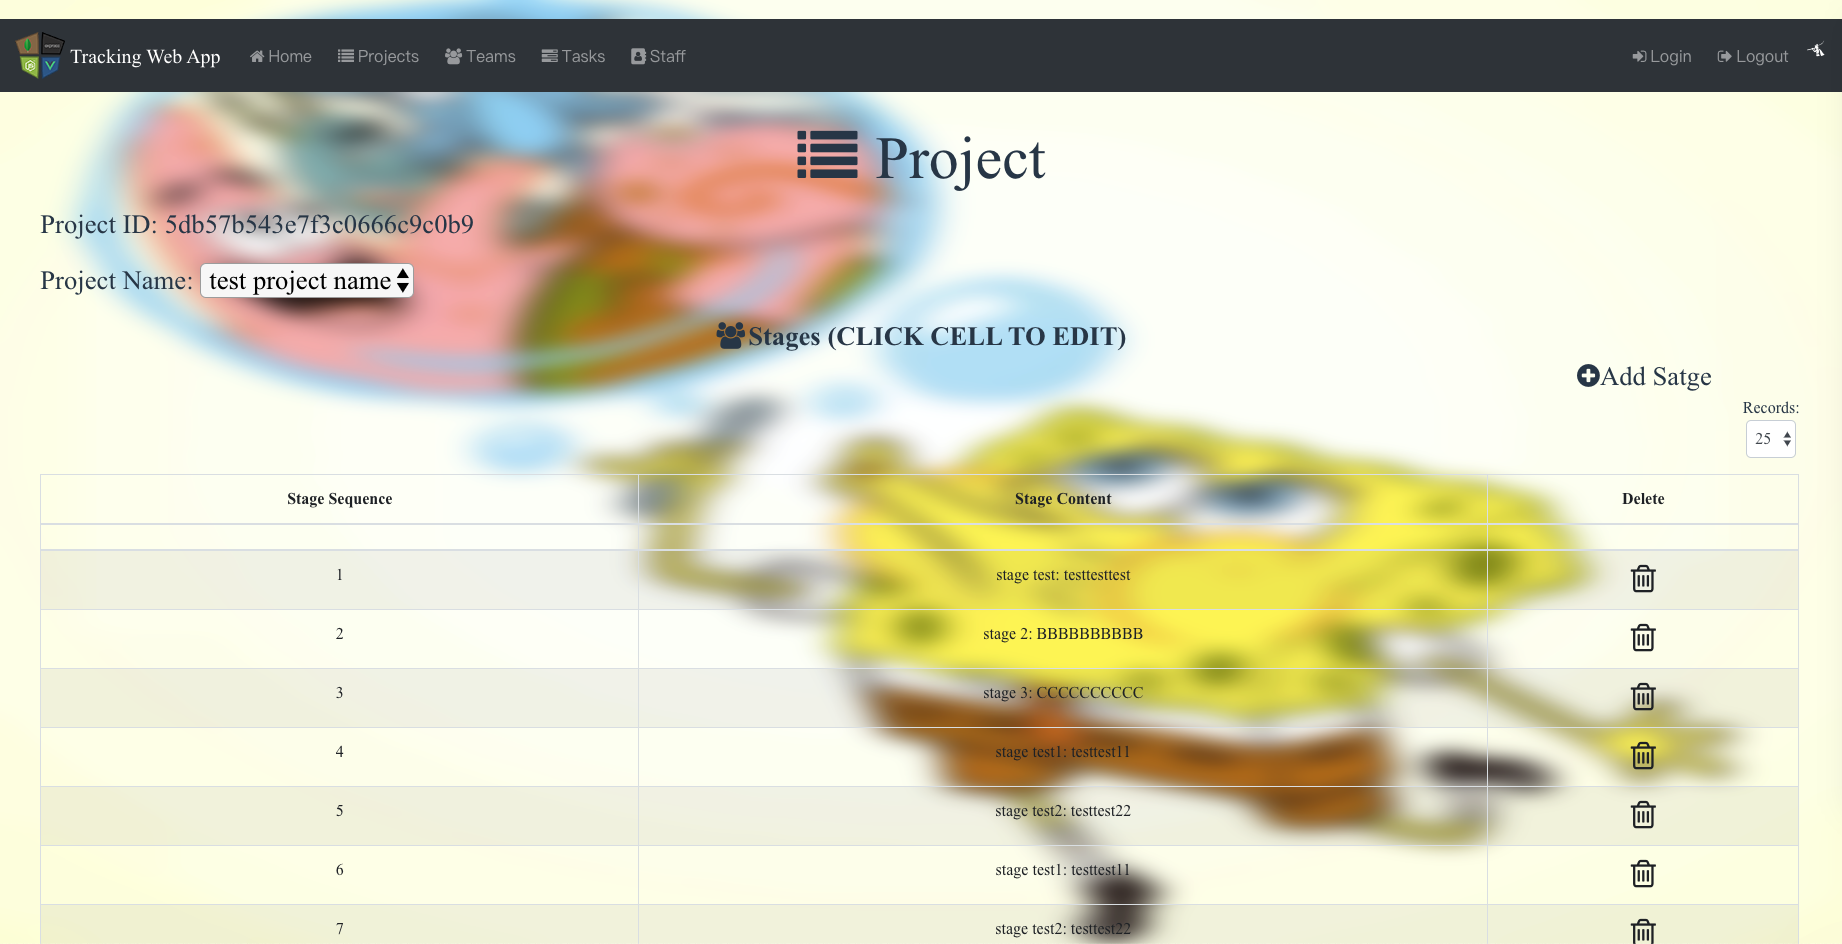 Tracking Web App Home Projects Teams Tasks Staff Login Logout
Project
Project ID: 5db57b543e7f3c0666c9c0b9
Project Name: test project name
Stages (CLICK CELL TO EDIT)
Add Satge
Records:
25
Stage Sequence Stage Content Delete
1 stage test: testtesttest
2 stage 2: BBBBBBBBBB
3 stage 3: CCCCCCCCCC
4 stage test1: testtest11
5 stage test2: testtest22
6 stage test1: testtest11
7 stage test2: testtest22